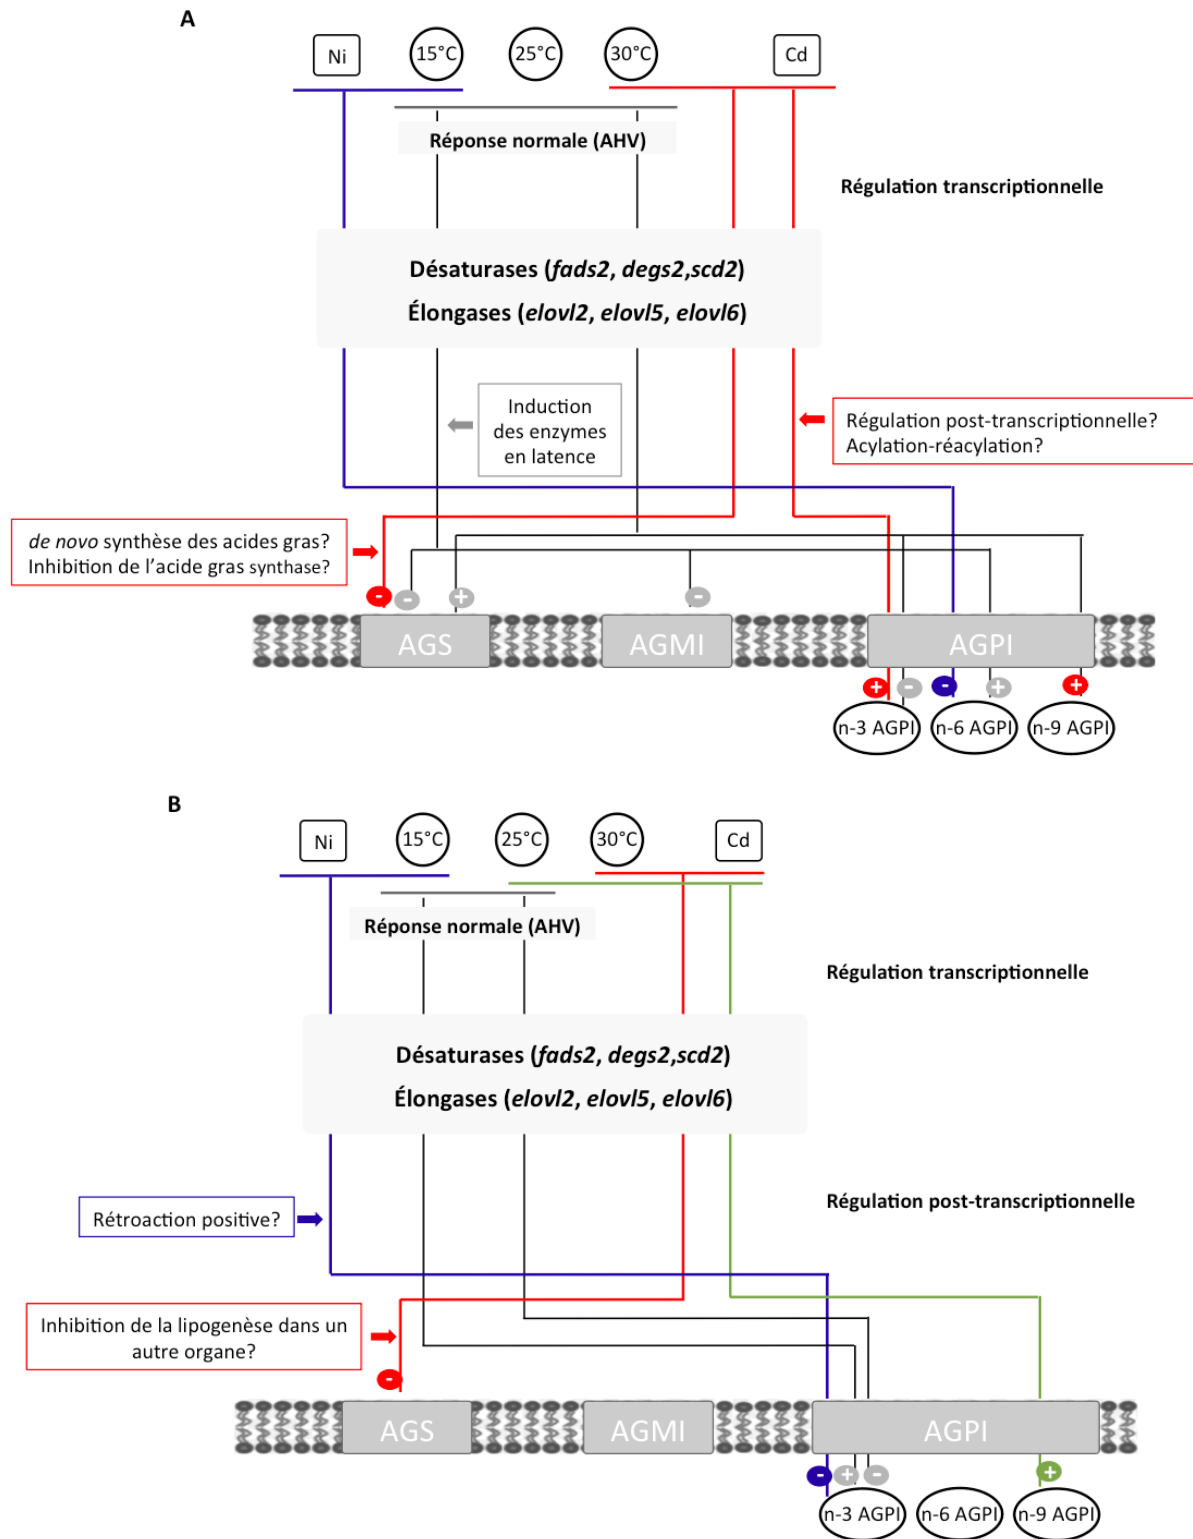 A
Ni
15°C
25°C
30°C
Cd
Réponse normale (AHV)
Régulation transcriptionnelle
Désaturases (fads2, degs2,scd2)
Élongases (elovl2, elovl5, elovl6)
Induction
des enzymes
en latence
Régulation post-transcriptionnelle?
Acylation-réacylation?
de novo synthèse des acides gras?
Inhibition de l'acide gras synthase?
-
-
+
-
AGS
AGMI
AGPI
+
-
-
+
+
n-3 AGPI
n-6 AGPI
n-9 AGPI
B
Ni
15°C
25°C
30°C
Cd
Réponse normale (AHV)
Régulation transcriptionnelle
Désaturases (fads2, degs2,scd2)
Élongases (elovl2, elovl5, elovl6)
Régulation post-transcriptionnelle
Rétroaction positive?
Inhibition de la lipogenèse dans un
autre organe?
-
AGS
AGMI
AGPI
-
+
-
+
n-3 AGPI
n-6 AGPI
n-9 AGPI